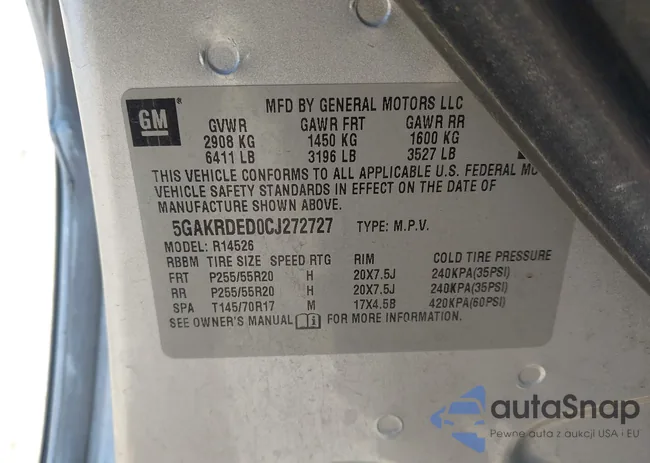 GM
®
MFD BY GENERAL MOTORS LLC
GVWR GAWR FRT GAWR RR
2908 KG 1450 KG 1600 KG
6411 LB 3196 LB 3527 LB
THIS VEHICLE CONFORMS TO ALL APPLICABLE U.S. FEDERAL
VEHICLE SAFETY STANDARDS IN EFFECT ON THE DATE OF
MANUFACTURE SHOWN ABOVE.
5GAKRDED0CJ272727 TYPE: M.P.V.
MODEL: R14526
RBBM TIRE SIZE SPEED RTG RIM COLD TIRE PRESSURE
FRT P255/55R20 H 20X7.5J 240KPA(35PSI)
RR P255/55R20 H 20X7.5J 240KPA(35PSI)
SPA T145/70R17 M 17X4.5B 420KPA(60PSI)
SEE OWNER'S MANUAL FOR MORE INFORMATION.
autaSnap
Pewne auta z aukcji USA i EU